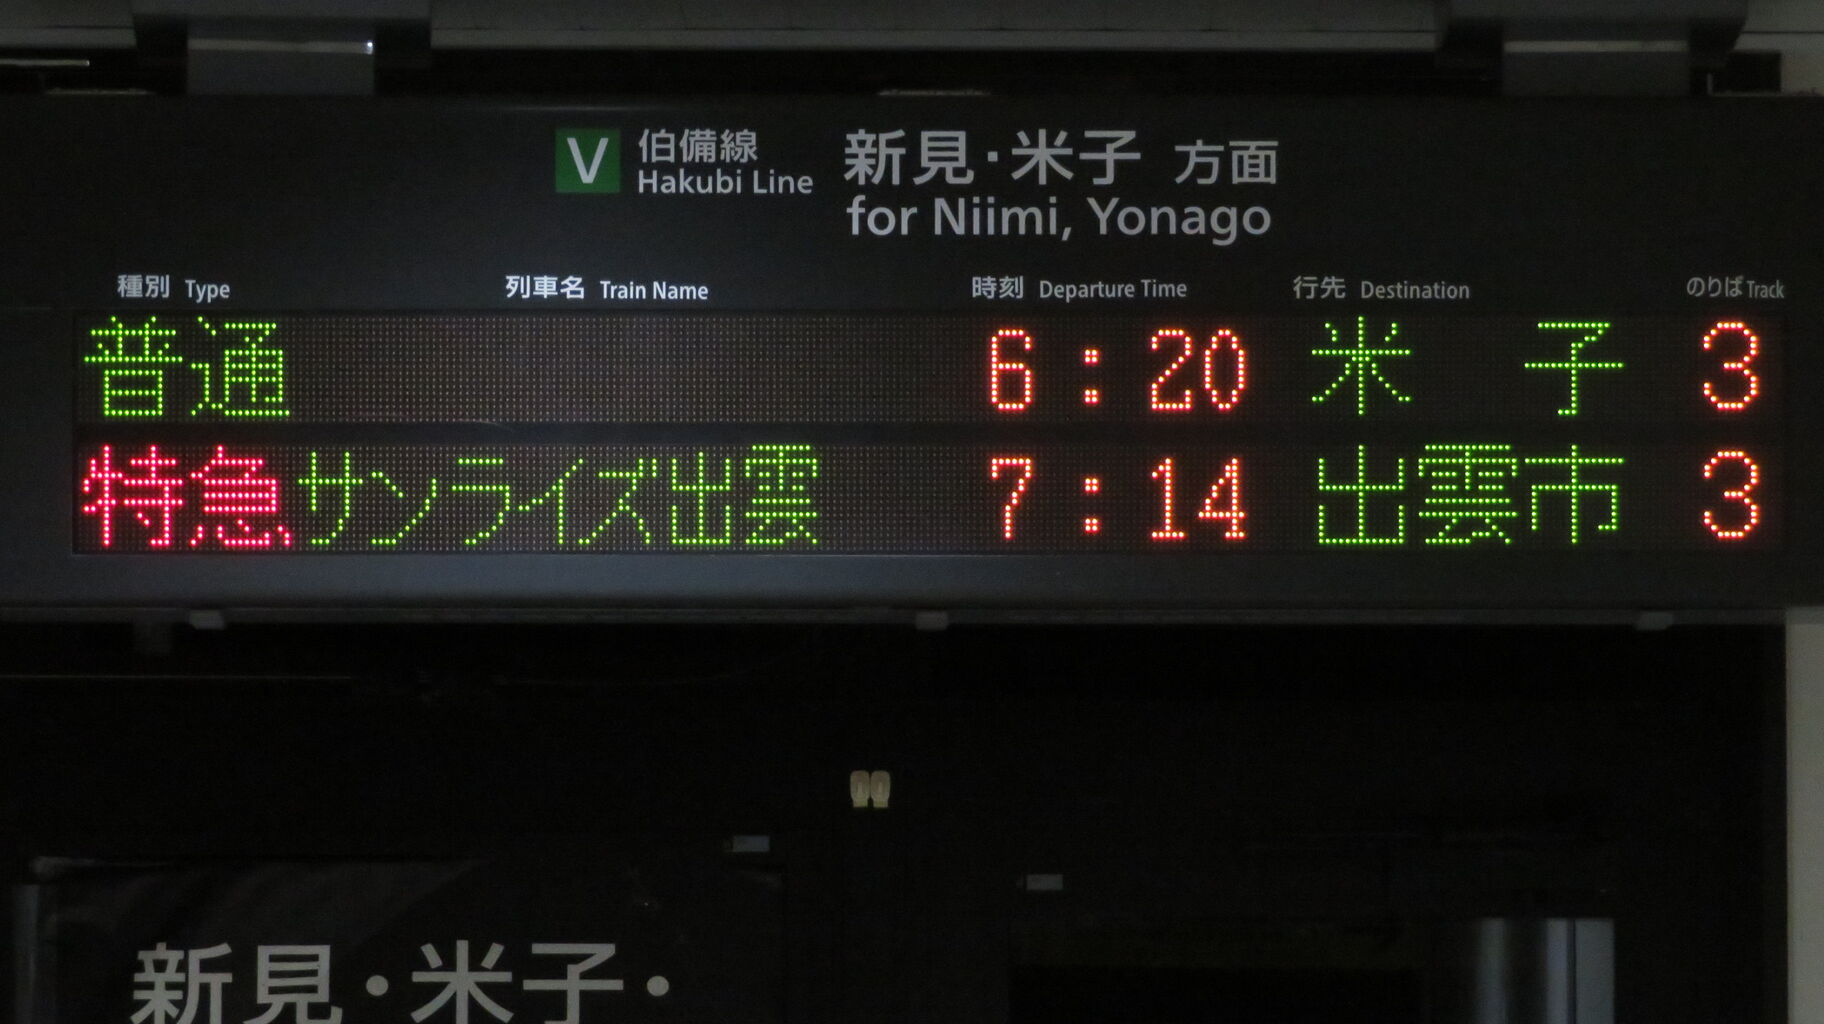 V 伯備線 新見・米子 方面
Hakubi Line for Niimi, Yonago
種別 Type 列車名 Train Name 時刻 Departure Time 行先 Destination のりば Track
普通 6:20 米子 3
特急 サンライズ出雲 7:14 出雲市 3
新見・米子・